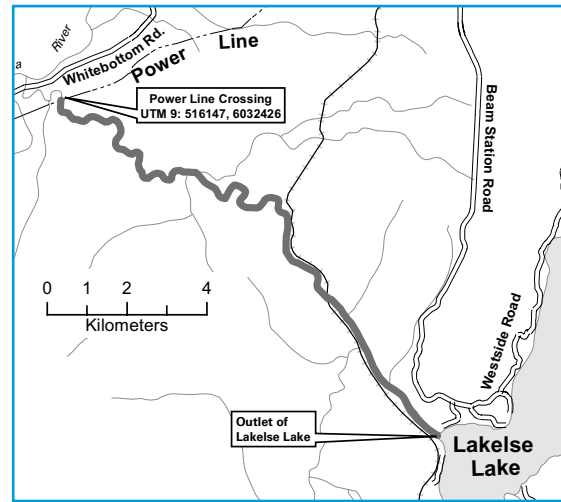 River
a
Whitebottom Rd.
Power Line
Power Line Crossing
UTM 9: 516147, 6032426
Beam Station Road
Westside Road
0 1 2 4
Kilometers
Outlet of
Lakelse Lake
Lakelse
Lake